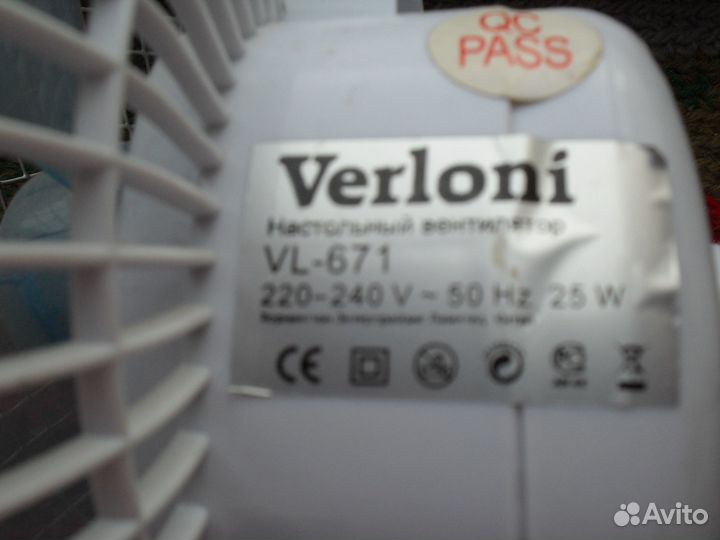 QC
PASS
Verloni
Настольный вентилятор
VL-671
220-240 V ~ 50 Hz 25 W
CE
Avito